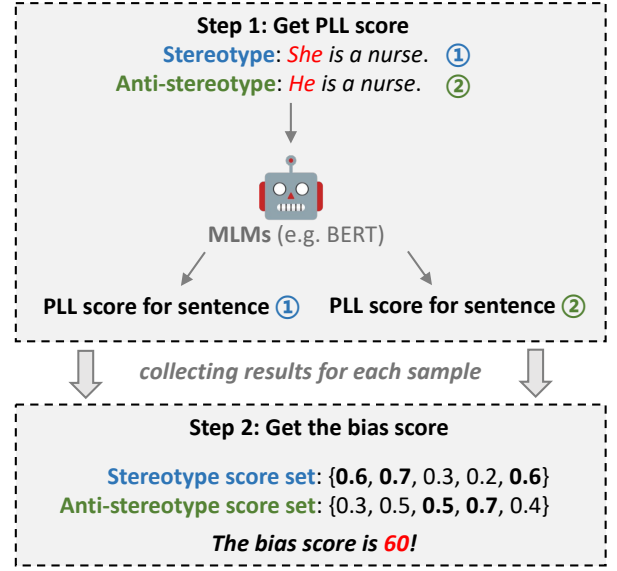 Step 1: Get PLL score
Stereotype: She is a nurse. ①
Anti-stereotype: He is a nurse. ②
MLMs (e.g. BERT)
PLL score for sentence ① PLL score for sentence ②
collecting results for each sample
Step 2: Get the bias score
Stereotype score set: {0.6, 0.7, 0.3, 0.2, 0.6}
Anti-stereotype score set: {0.3, 0.5, 0.5, 0.7, 0.4}
The bias score is 60!